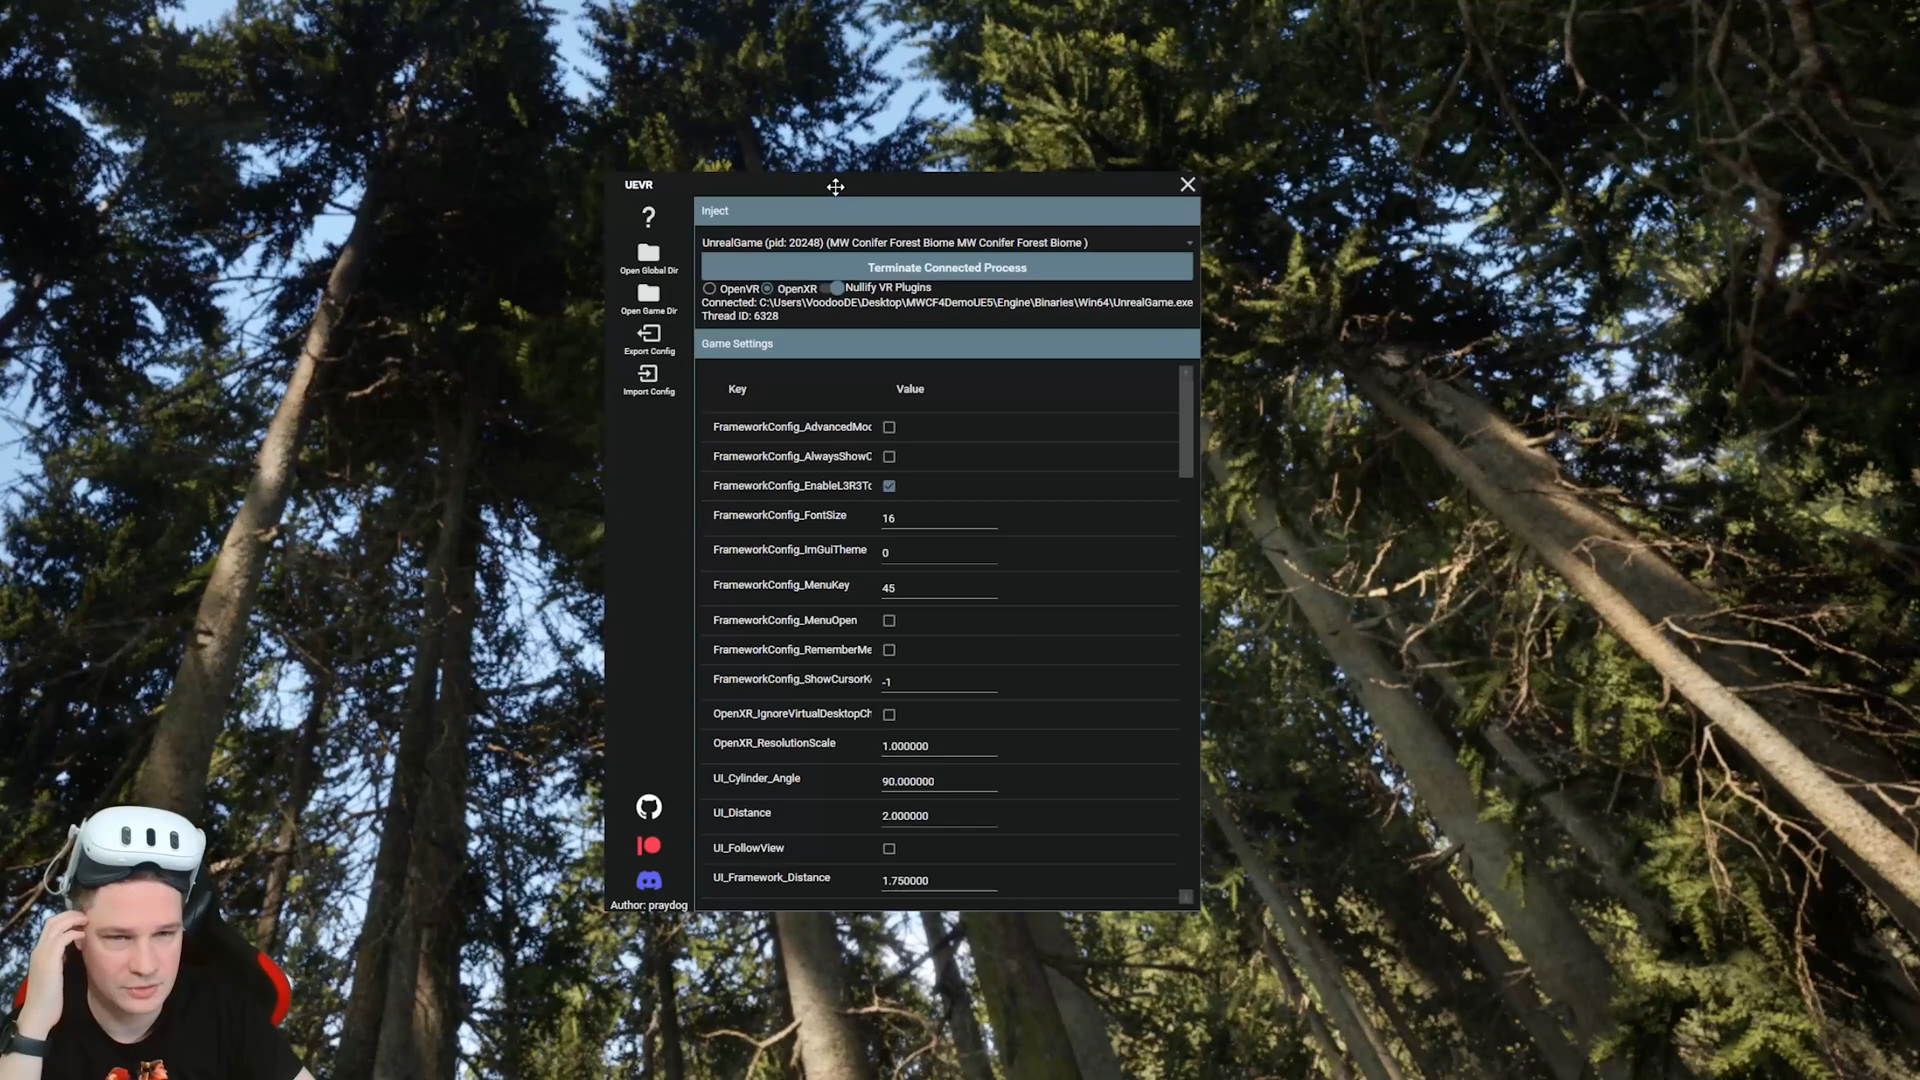 UEVR
Inject
UnrealGame (pid: 20248) (MW Conifer Forest Biome MW Conifer Forest Biome )
Terminate Connected Process
OpenVR OpenXR Nullify VR Plugins
Connected: C:\Users\VoodooDE\Desktop\MWCF4DemoUE5\Engine\Binaries\Win64\UnrealGame.exe
Thread ID: 6328
Open Global Dir
Open Game Dir
Export Config
Import Config
Author: praydog
Game Settings
Key Value
FrameworkConfig_AdvancedMoc
FrameworkConfig_AlwaysShowC
FrameworkConfig_EnableL3R3Tc
FrameworkConfig_FontSize 16
FrameworkConfig_ImGuiTheme 0
FrameworkConfig_MenuKey 45
FrameworkConfig_MenuOpen
FrameworkConfig_RememberMe
FrameworkConfig_ShowCursorK -1
OpenXR_IgnoreVirtualDesktopCh
OpenXR_ResolutionScale 1.000000
UI_Cylinder_Angle 90.000000
UI_Distance 2.000000
UI_FollowView
UI_Framework_Distance 1.750000